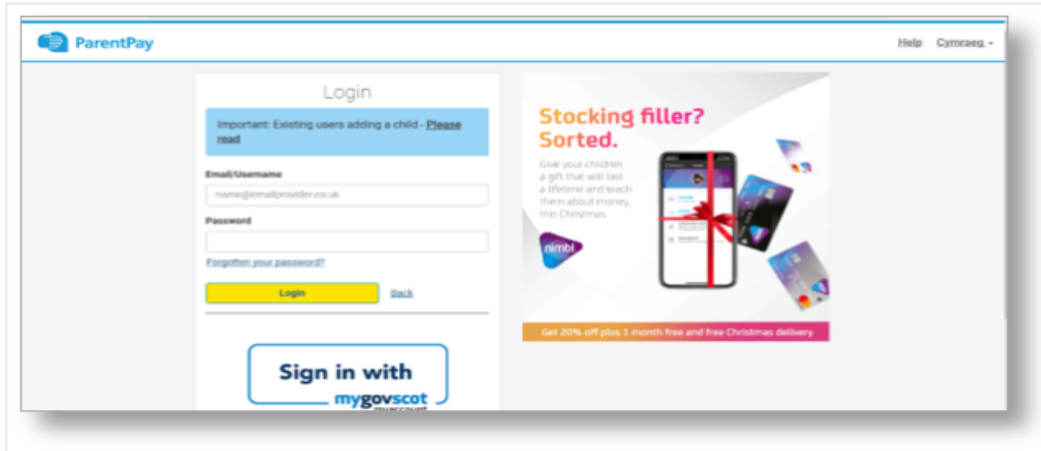 ParentPay
Help Cymraeg
Login
Important: Existing users adding a child - Please
read
Email/Username
name@emailprovider.co.uk
Password
Forgotten your password?
Login Back
Sign in with
mygovscot
myaccount
Stocking filler?
Sorted.
Give your children
a gift that will last
a lifetime and teach
them about money,
this Christmas
nimbl
Get 20% off plus 1 month free and free Christmas delivery